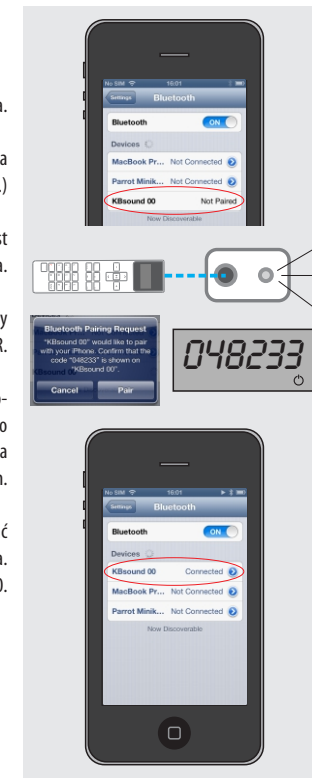 a.
a
.)
st
a.
y
R.
o-
o
a
n.
ć
a.
0.
No SIM 16:01
Settings Bluetooth
Bluetooth ON
Devices
MacBook Pr... Not Connected
Parrot Minik... Not Connected
KBsound 00 Not Paired
Now Discoverable
Bluetooth Pairing Request
"KBsound 00" would like to pair
with your iPhone. Confirm that the
code "048233" is shown on
"KBsound 00".
Cancel Pair
048233
No SIM 16:01
Settings Bluetooth
Bluetooth ON
Devices
KBsound 00 Connected
MacBook Pr... Not Connected
Parrot Minik... Not Connected
Now Discoverable